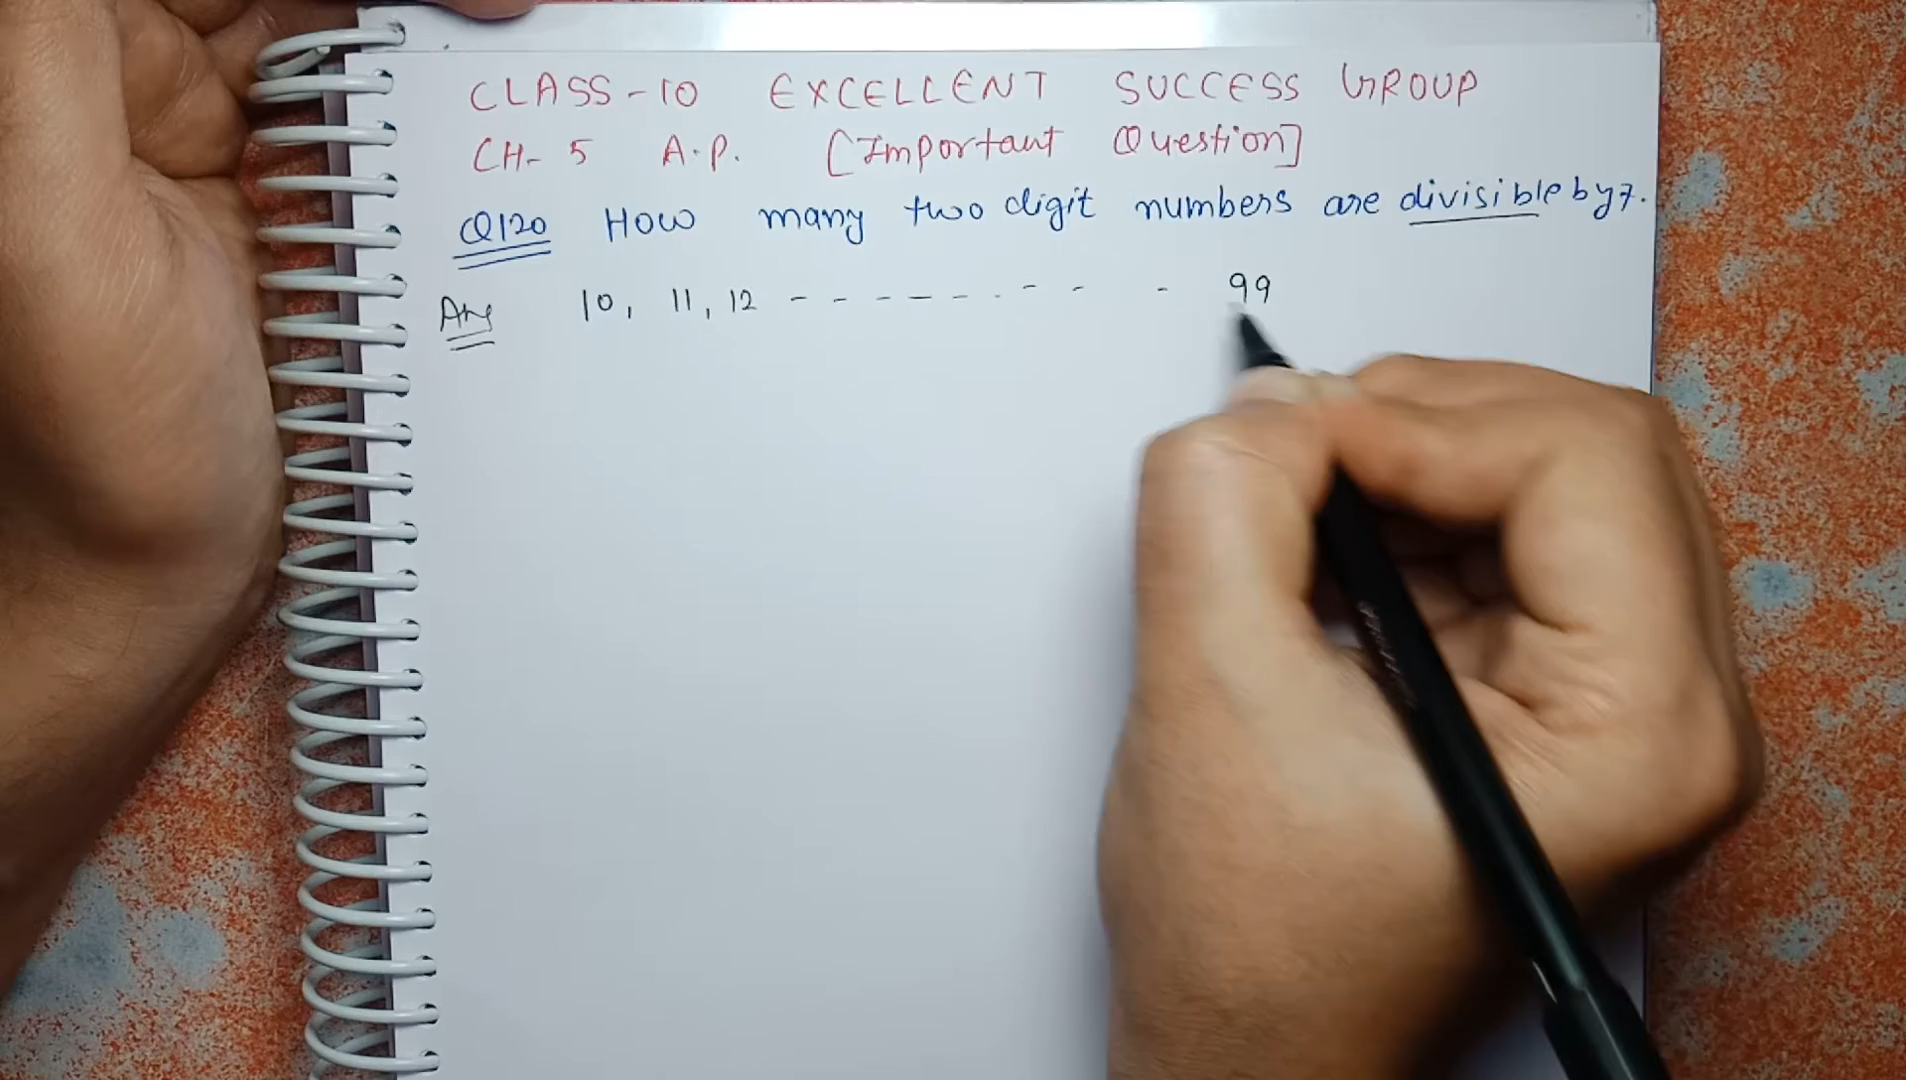 CLASS-10 EXCELLENT SUCCESS GROUP
CH- 5 A.P. [Important Question]
Q120 How many two digit numbers are divisible by 7.
Ans 10, 11, 12 - - - - - - - - - 99